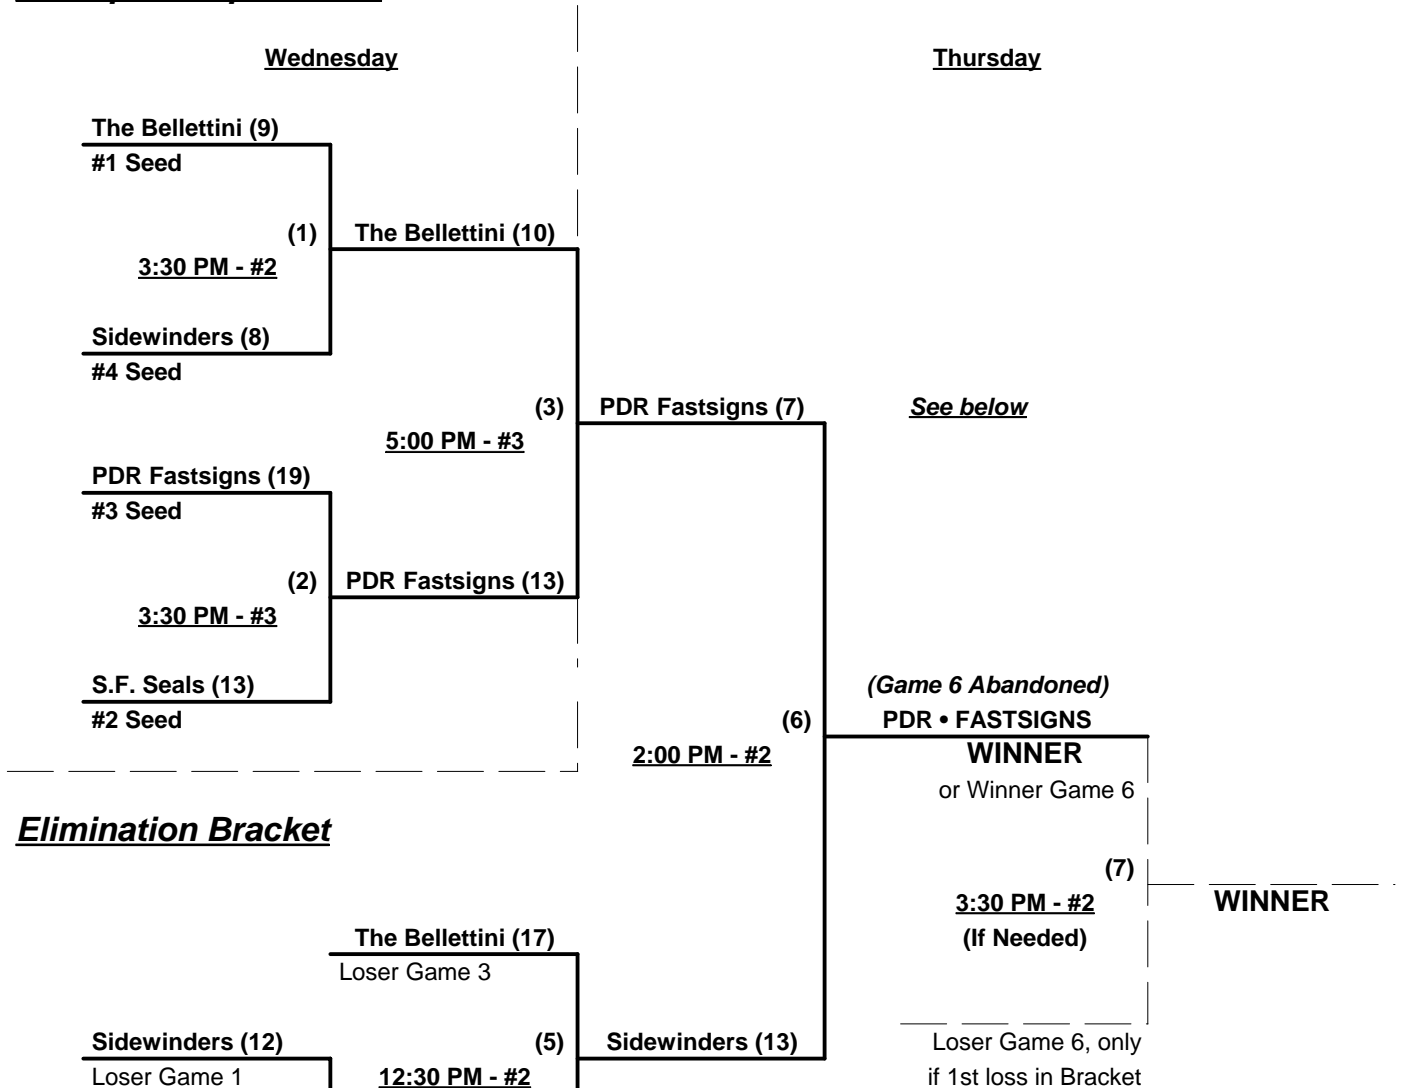 Wednesday
Thursday
The Bellettini (9)
#1 Seed
(1)
The Bellettini (10)
3:30 PM - #2
Sidewinders (8)
#4 Seed
(3)
PDR Fastsigns (7)
See below
5:00 PM - #3
PDR Fastsigns (19)
#3 Seed
(2)
PDR Fastsigns (13)
3:30 PM - #3
S.F. Seals (13)
#2 Seed
(Game 6 Abandoned)
(6)
PDR • FASTSIGNS
2:00 PM - #2
WINNER
or Winner Game 6
Elimination Bracket
(7)
3:30 PM - #2
WINNER
(If Needed)
The Bellettini (17)
Loser Game 3
Sidewinders (12)
(5)
Sidewinders (13)
Loser Game 6, only
Loser Game 1
12:30 PM - #2
if 1st loss in Bracket